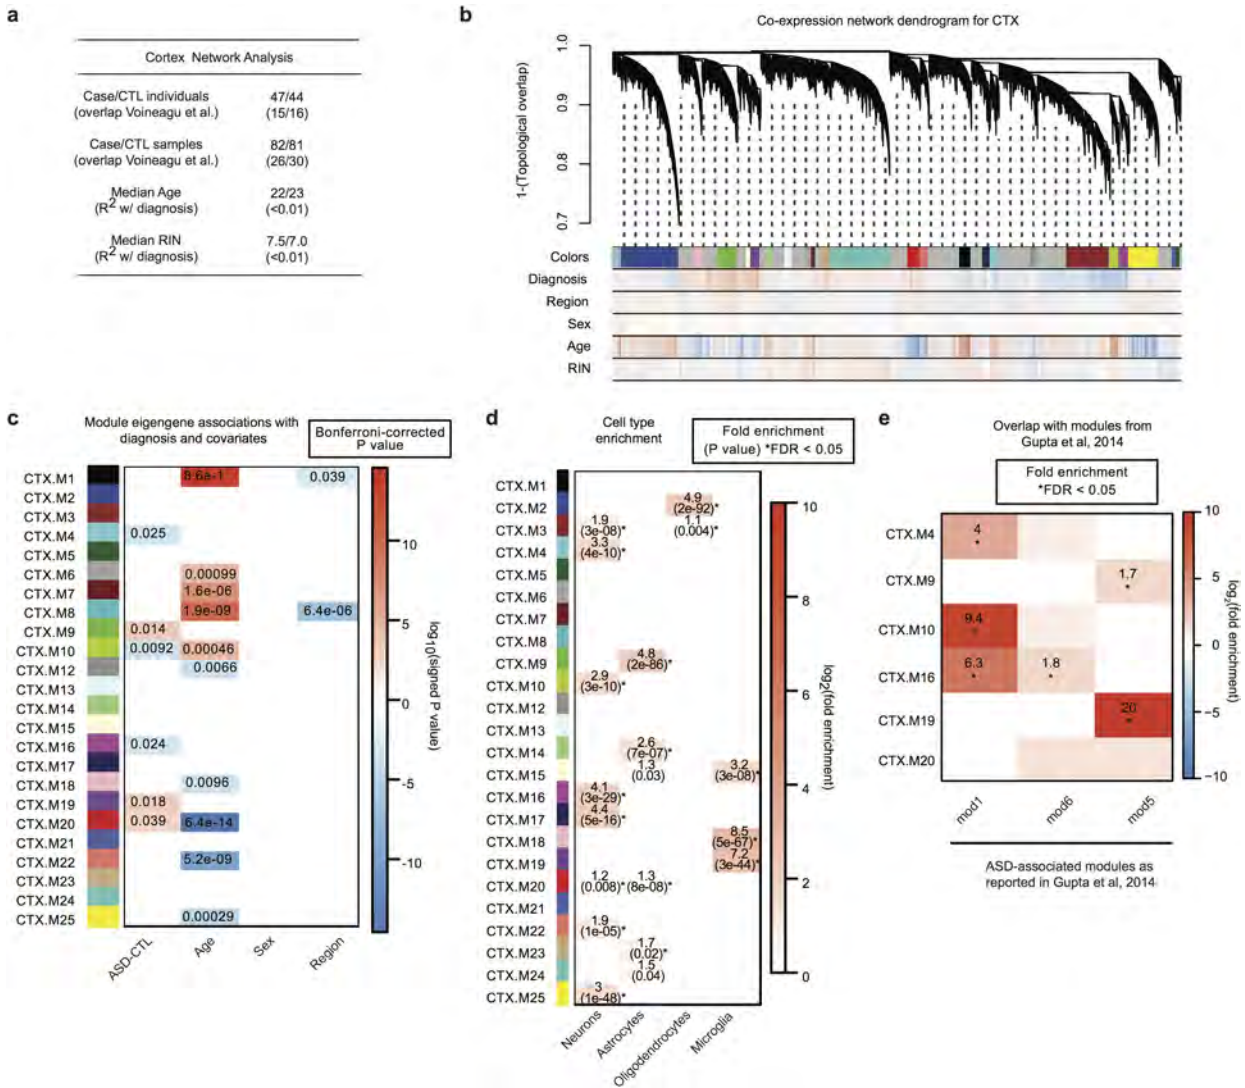 a
Cortex Network Analysis
Case/CTL individuals 47/44
(overlap Voineagu et al.) (15/16)
Case/CTL samples 82/81
(overlap Voineagu et al.) (26/30)
Median Age 22/23
(R2 w/ diagnosis) (<0.01)
Median RIN 7.5/7.0
(R2 w/ diagnosis) (<0.01)
b
Co-expression network dendrogram for CTX
1-(Topological overlap)
1.0
0.9
0.8
0.7
Colors
Diagnosis
Region
Sex
Age
RIN
c
Module eigengene associations with
diagnosis and covariates
Bonferroni-corrected
P value
CTX.M1 8.6e-1 0.039
CTX.M2
CTX.M3
CTX.M4 0.025
CTX.M5
CTX.M6 0.00099
CTX.M7 1.6e-06
CTX.M8 1.9e-09 6.4e-06
CTX.M9 0.014
CTX.M10 0.0092 0.00046
CTX.M12 0.0066
CTX.M13
CTX.M14
CTX.M15
CTX.M16 0.024
CTX.M17
CTX.M18 0.0096
CTX.M19 0.018
CTX.M20 0.039 6.4e-14
CTX.M21
CTX.M22 5.2e-09
CTX.M23
CTX.M24
CTX.M25 0.00029
ASD-CTL Age Sex Region
10
5
0
-5
-10
log10(signed P value)
d
Cell type
enrichment
Fold enrichment
(P value) *FDR < 0.05
CTX.M1
CTX.M2 4.9 (2e-92)*
CTX.M3 1.9 (3e-08)* 1.1 (0.004)*
CTX.M4 3.3 (4e-10)*
CTX.M5
CTX.M6
CTX.M7
CTX.M8
CTX.M9 4.8 (2e-86)*
CTX.M10 2.9 (3e-10)*
CTX.M12
CTX.M13
CTX.M14 2.6 (7e-07)*
CTX.M15 1.3 (0.03) 3.2 (3e-08)*
CTX.M16 4.1 (3e-29)*
CTX.M17 4.4 (5e-16)*
CTX.M18 8.5 (5e-67)*
CTX.M19 7.2 (3e-44)*
CTX.M20 1.2 (0.008)* 1.3 (8e-08)*
CTX.M21
CTX.M22 1.9 (1e-05)*
CTX.M23 1.7 (0.02)*
CTX.M24 1.5 (0.04)
CTX.M25 3 (1e-48)*
Neurons Astrocytes Oligodendrocytes Microglia
10
8
6
4
2
0
log2(fold enrichment)
e
Overlap with modules from
Gupta et al, 2014
Fold enrichment
*FDR < 0.05
CTX.M4 4 *
CTX.M9 1.7 *
CTX.M10 9.4 *
CTX.M16 6.3 * 1.8 *
CTX.M19 20 *
CTX.M20
mod1 mod6 mod5
10
5
0
−5
−10
log2(fold enrichment)
ASD-associated modules as
reported in Gupta et al, 2014